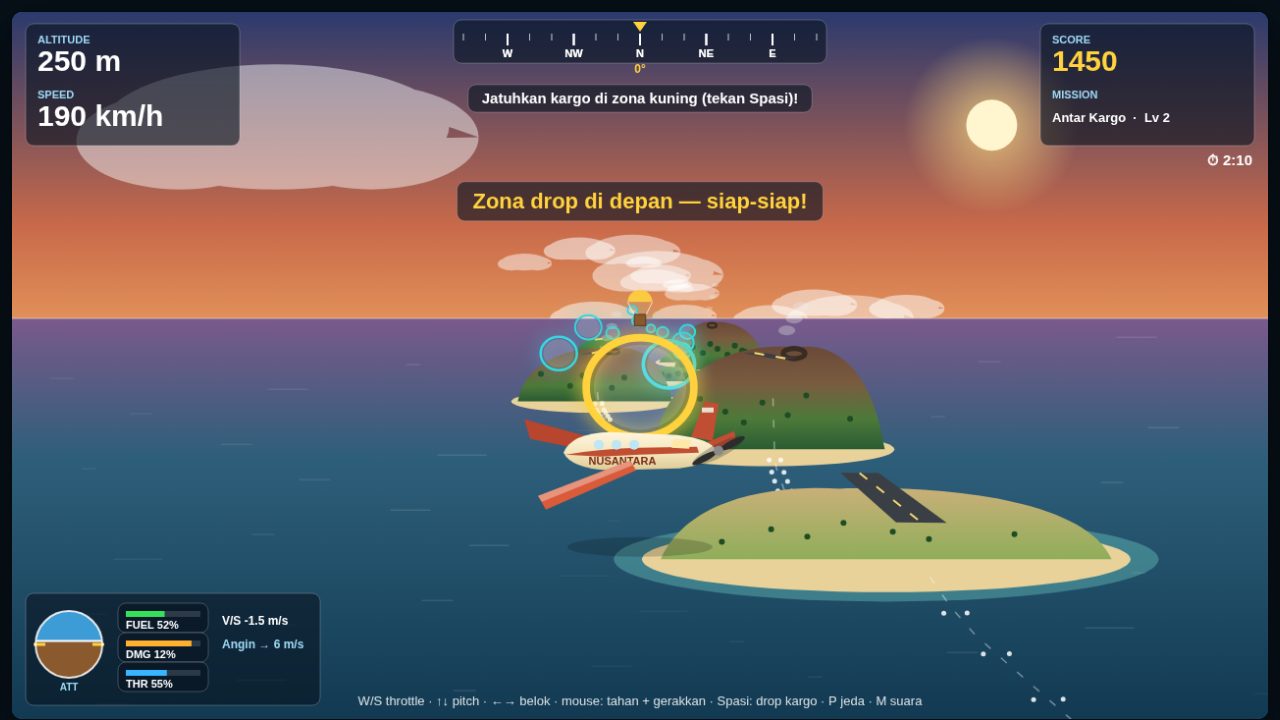 ALTITUDE
250 m
SPEED
190 km/h
W NW N NE E
0°
Jatuhkan kargo di zona kuning (tekan Spasi)!
SCORE
1450
MISSION
Antar Kargo · Lv 2
⏱ 2:10
Zona drop di depan — siap-siap!
NUSANTARA
ATT
FUEL 52%
DMG 12%
THR 55%
V/S -1.5 m/s
Angin → 6 m/s
W/S throttle · ↑↓ pitch · ←→ belok · mouse: tahan + gerakkan · Spasi: drop kargo · P jeda · M suara